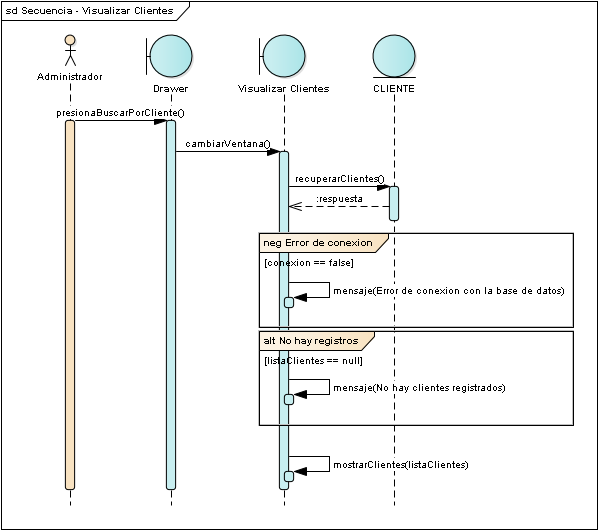 sd Secuencia - Visualizar Clientes
Administrador
Drawer
Visualizar Clientes
CLIENTE
presionaBuscarPorCliente()
cambiarVentana()
recuperarClientes()
:respuesta
neg Error de conexion
[conexion == false]
mensaje(Error de conexion con la base de datos)
alt No hay registros
[listaClientes == null]
mensaje(No hay clientes registrados)
mostrarClientes(listaClientes)